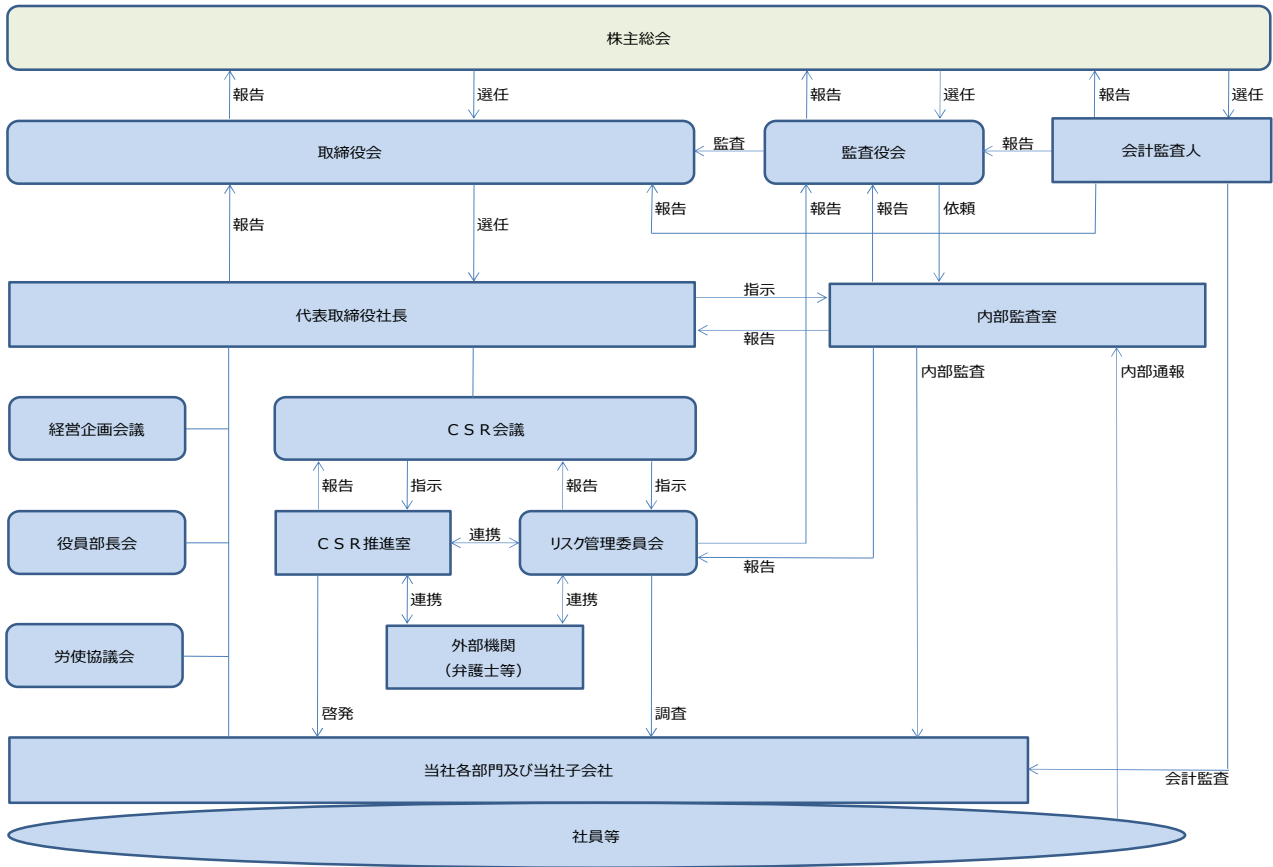 株主総会
報告
選任
報告
選任
報告
選任
取締役会
監査
監査役会
報告
会計監査人
報告
選任
報告
報告
報告
依頼
代表取締役社長
指示
報告
内部監査室
内部監査
内部通報
経営企画会議
ＣＳＲ会議
報告
指示
報告
指示
役員部長会
ＣＳＲ推進室
連携
リスク管理委員会
報告
連携
連携
労使協議会
外部機関
（弁護士等）
啓発
調査
当社各部門及び当社子会社
会計監査
社員等